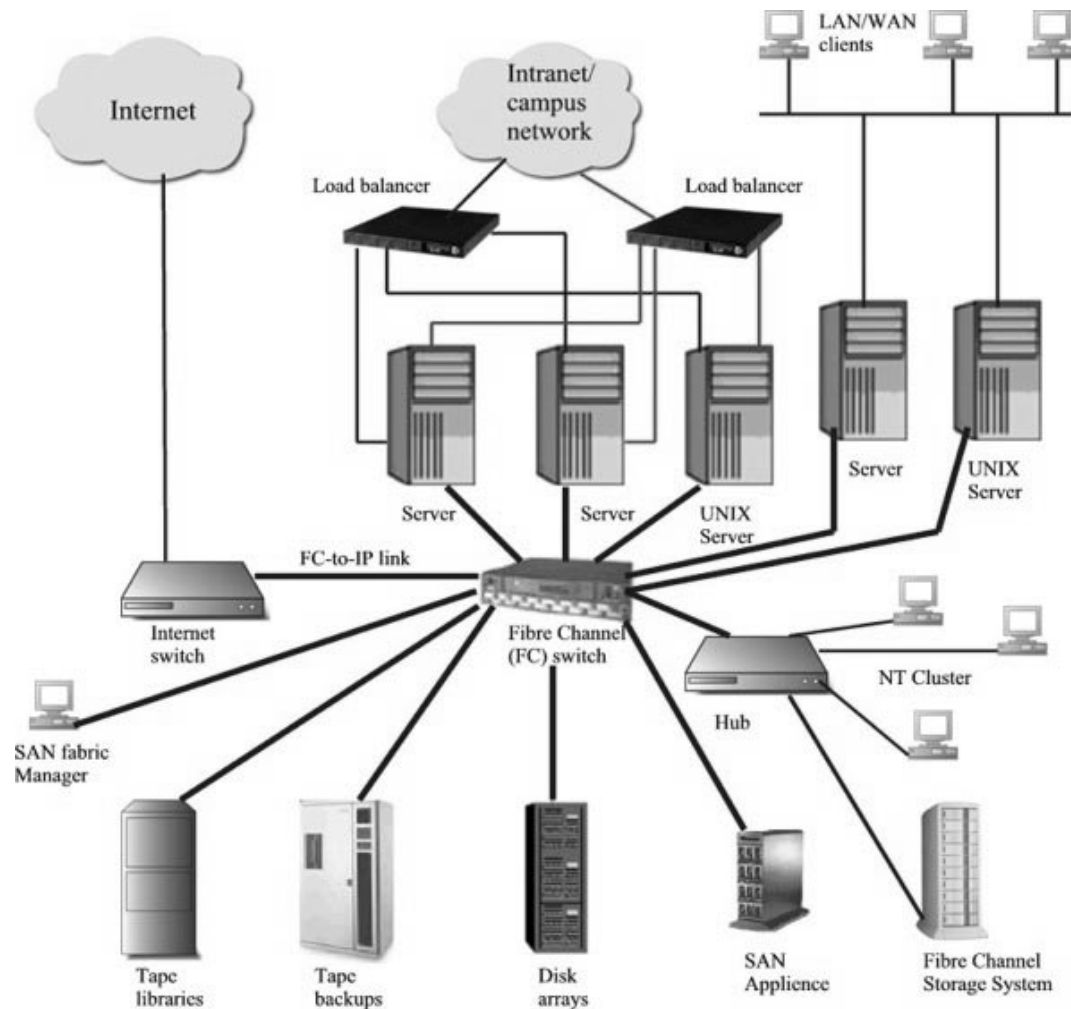 LAN/WAN
clients
Internet
Intranet/
campus
network
Load balancer
Load balancer
Server
UNIX
Server
Server
Server
UNIX
Server
FC-to-IP link
Internet
switch
Fibre Channel
(FC) switch
NT Cluster
Hub
SAN fabric
Manager
Tape
libraries
Tape
backups
Disk
arrays
SAN
Applience
Fibre Channel
Storage System